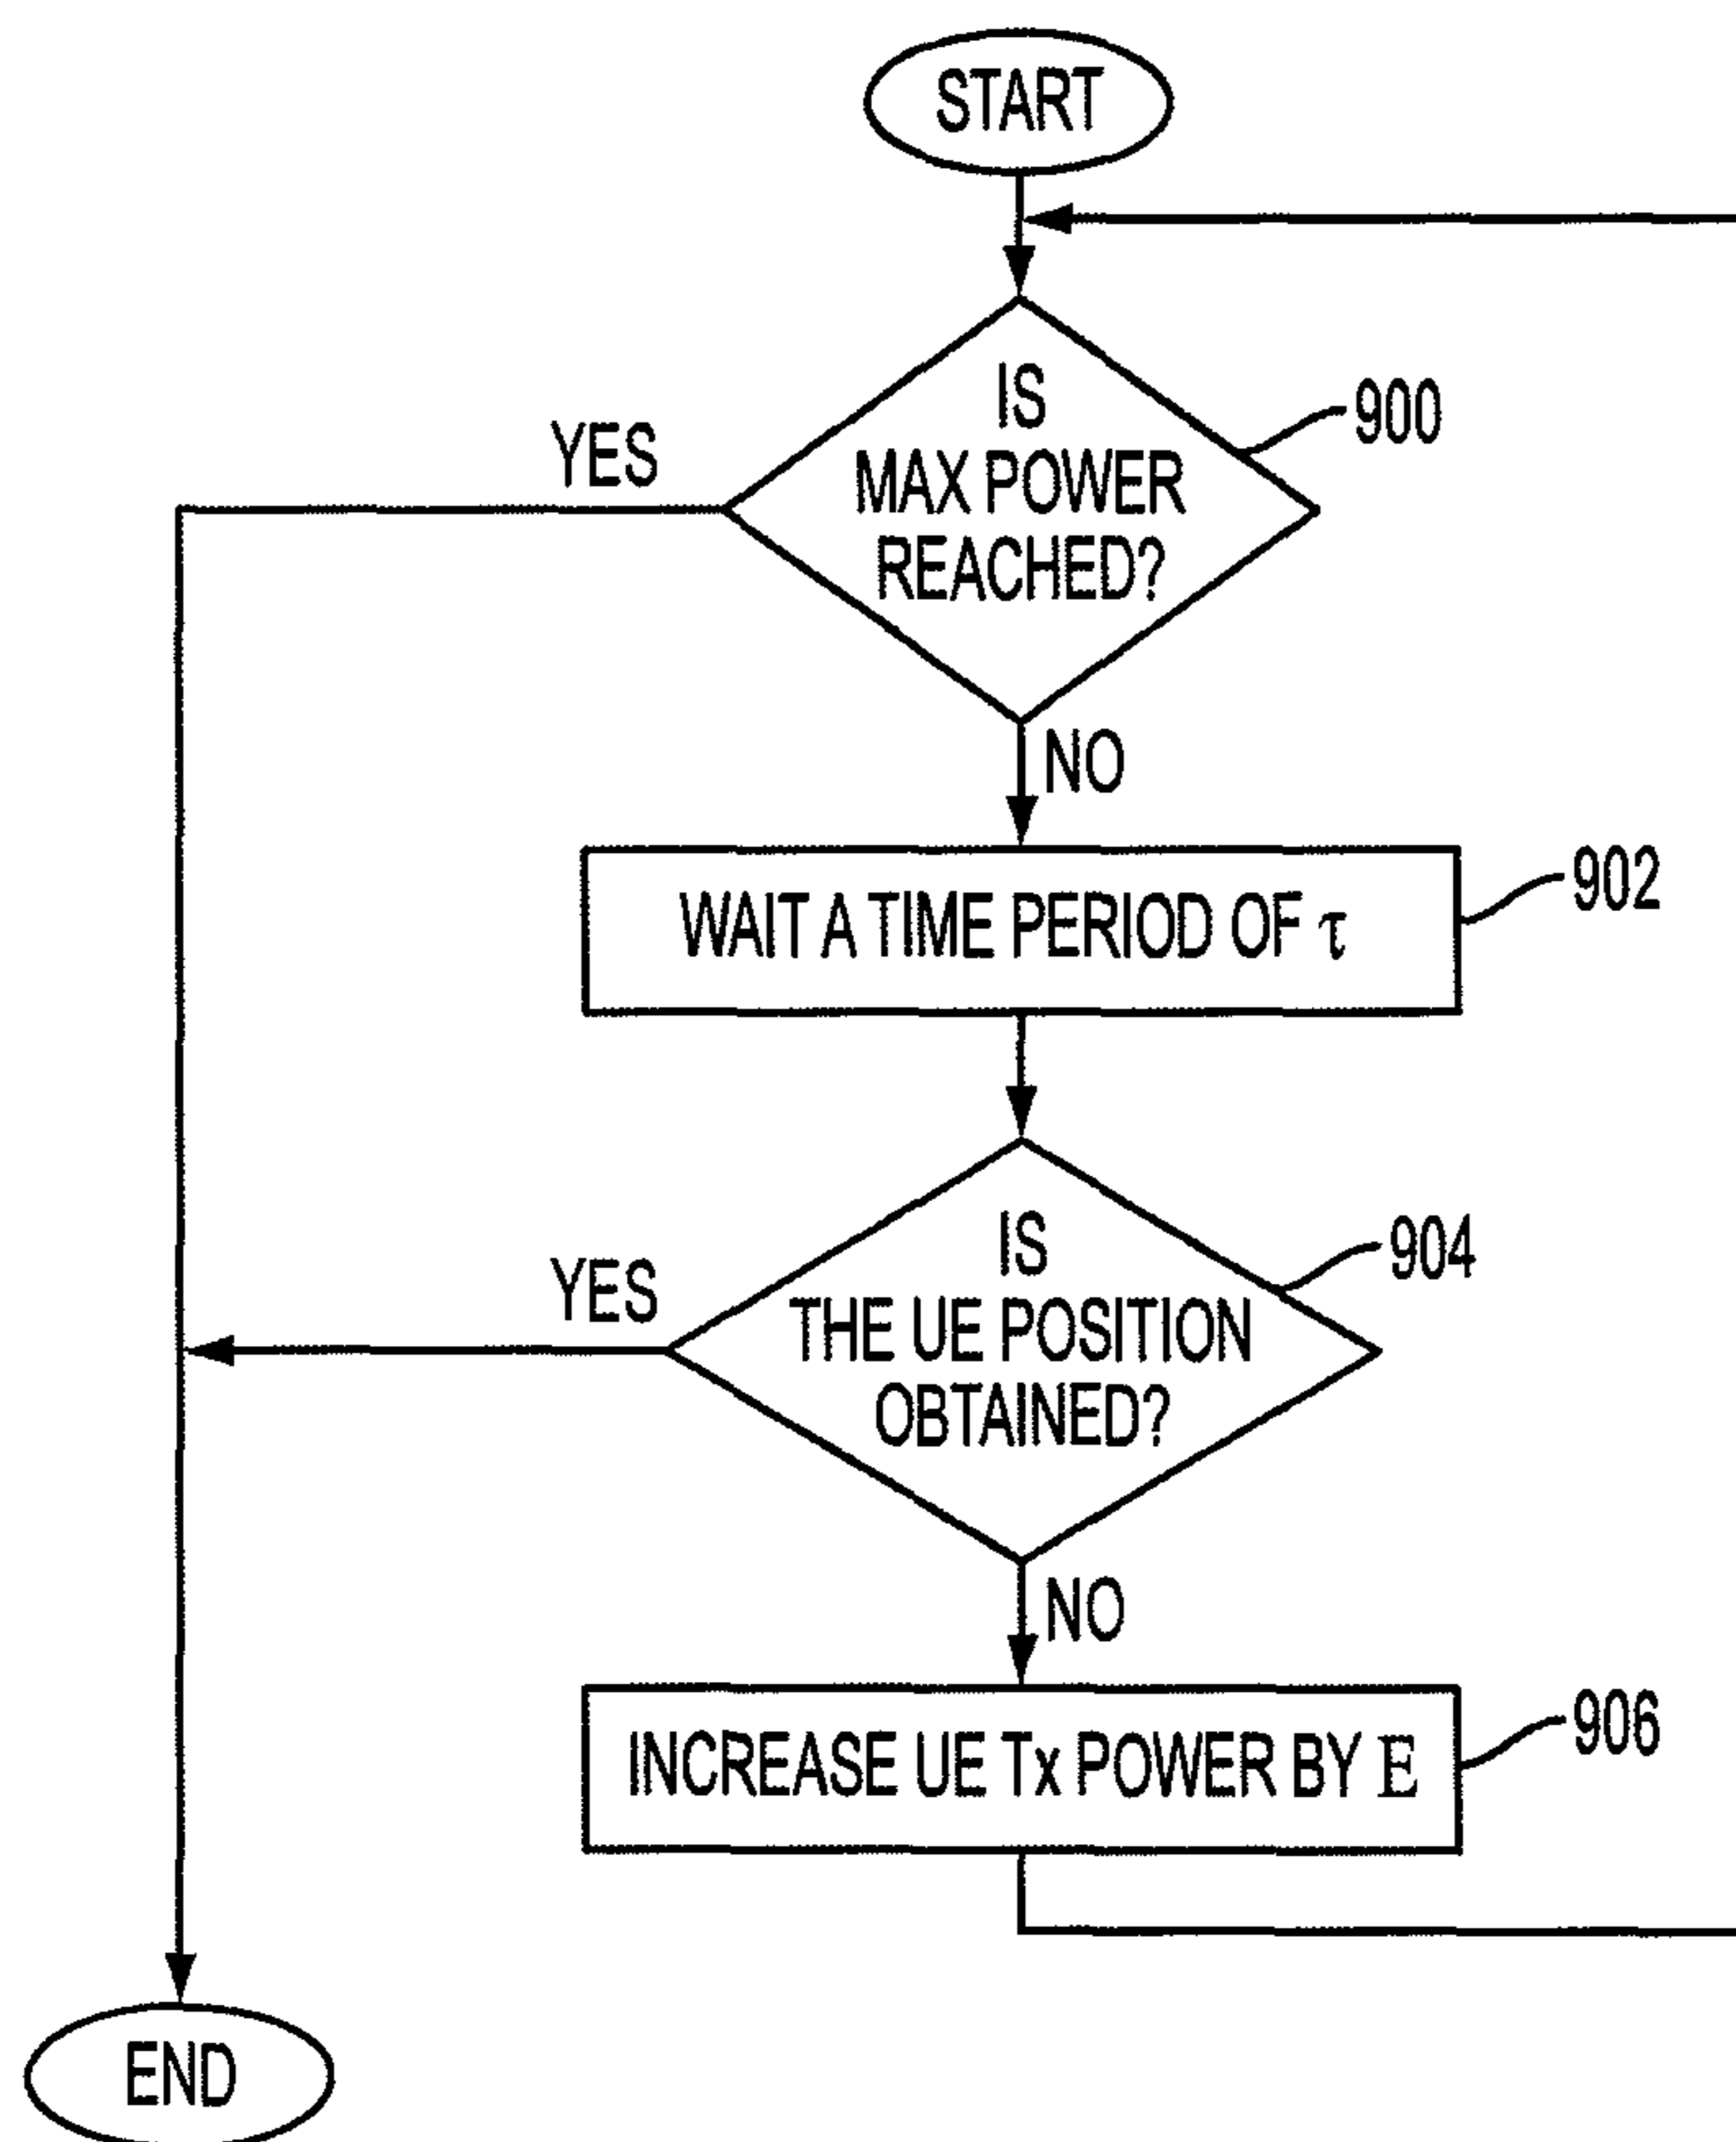 START
IS
MAX POWER
REACHED?
900
YES
NO
WAIT A TIME PERIOD OF τ
902
IS
THE UE POSITION
OBTAINED?
904
YES
NO
INCREASE UE Tx POWER BY E
906
END